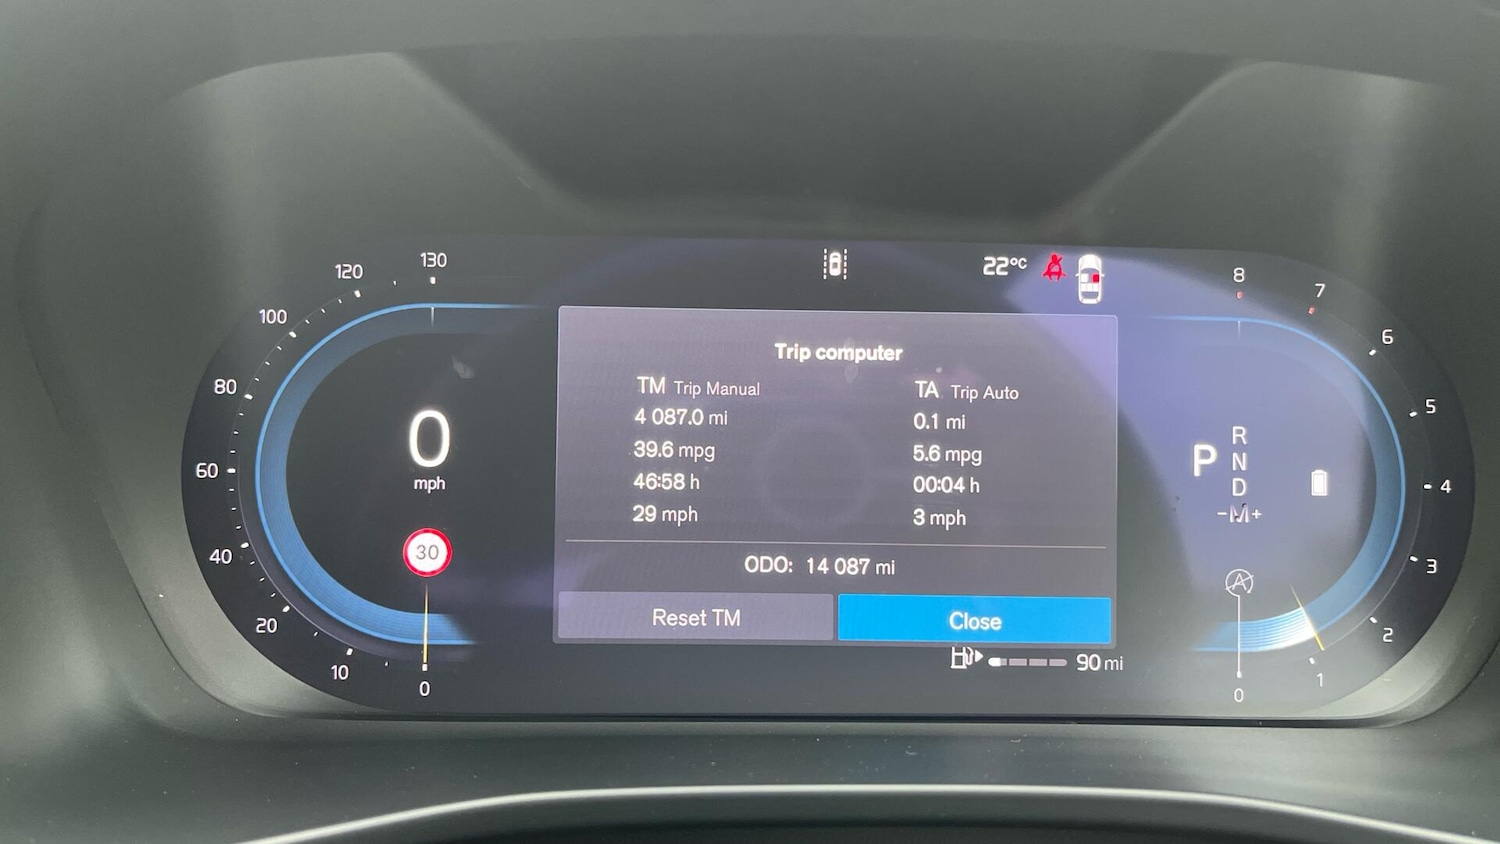 130
120
100
80
60
40
20
10
0
0
mph
30
22°C
Trip computer
TM Trip Manual
4 087.0 mi
39.6 mpg
46:58 h
29 mph
TA Trip Auto
0.1 mi
5.6 mpg
00:04 h
3 mph
ODO: 14 087 mi
Reset TM
Close
90 mi
8
7
6
5
4
3
2
1
0
P
R
N
D
-M+
A